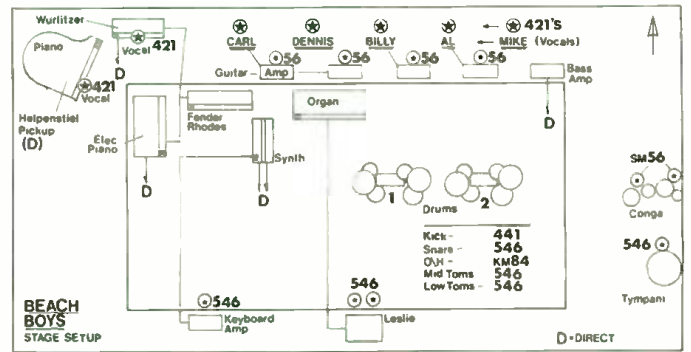 Wurlitzer
421'S
Piano
Vocal 421
CARL
DENNIS
BILLY
AL
MIKE (Vocals)
56
56
56
56
D
Guitar
Amp
Bass
Amp
421
Vocal
Helpenstiel
Pickup
(D)
Fender
Rhodes
Organ
D
Elec
Piano
Synth
SM56
D
D
1
2
Drums
Conga
Kick - 441
Snare - 546
O\H - KM84
Mid Toms 546
Low Toms - 546
546
Tympani
546
546
BEACH
BOYS
STAGE SETUP
Keyboard
Amp
Leslie
D=DIRECT